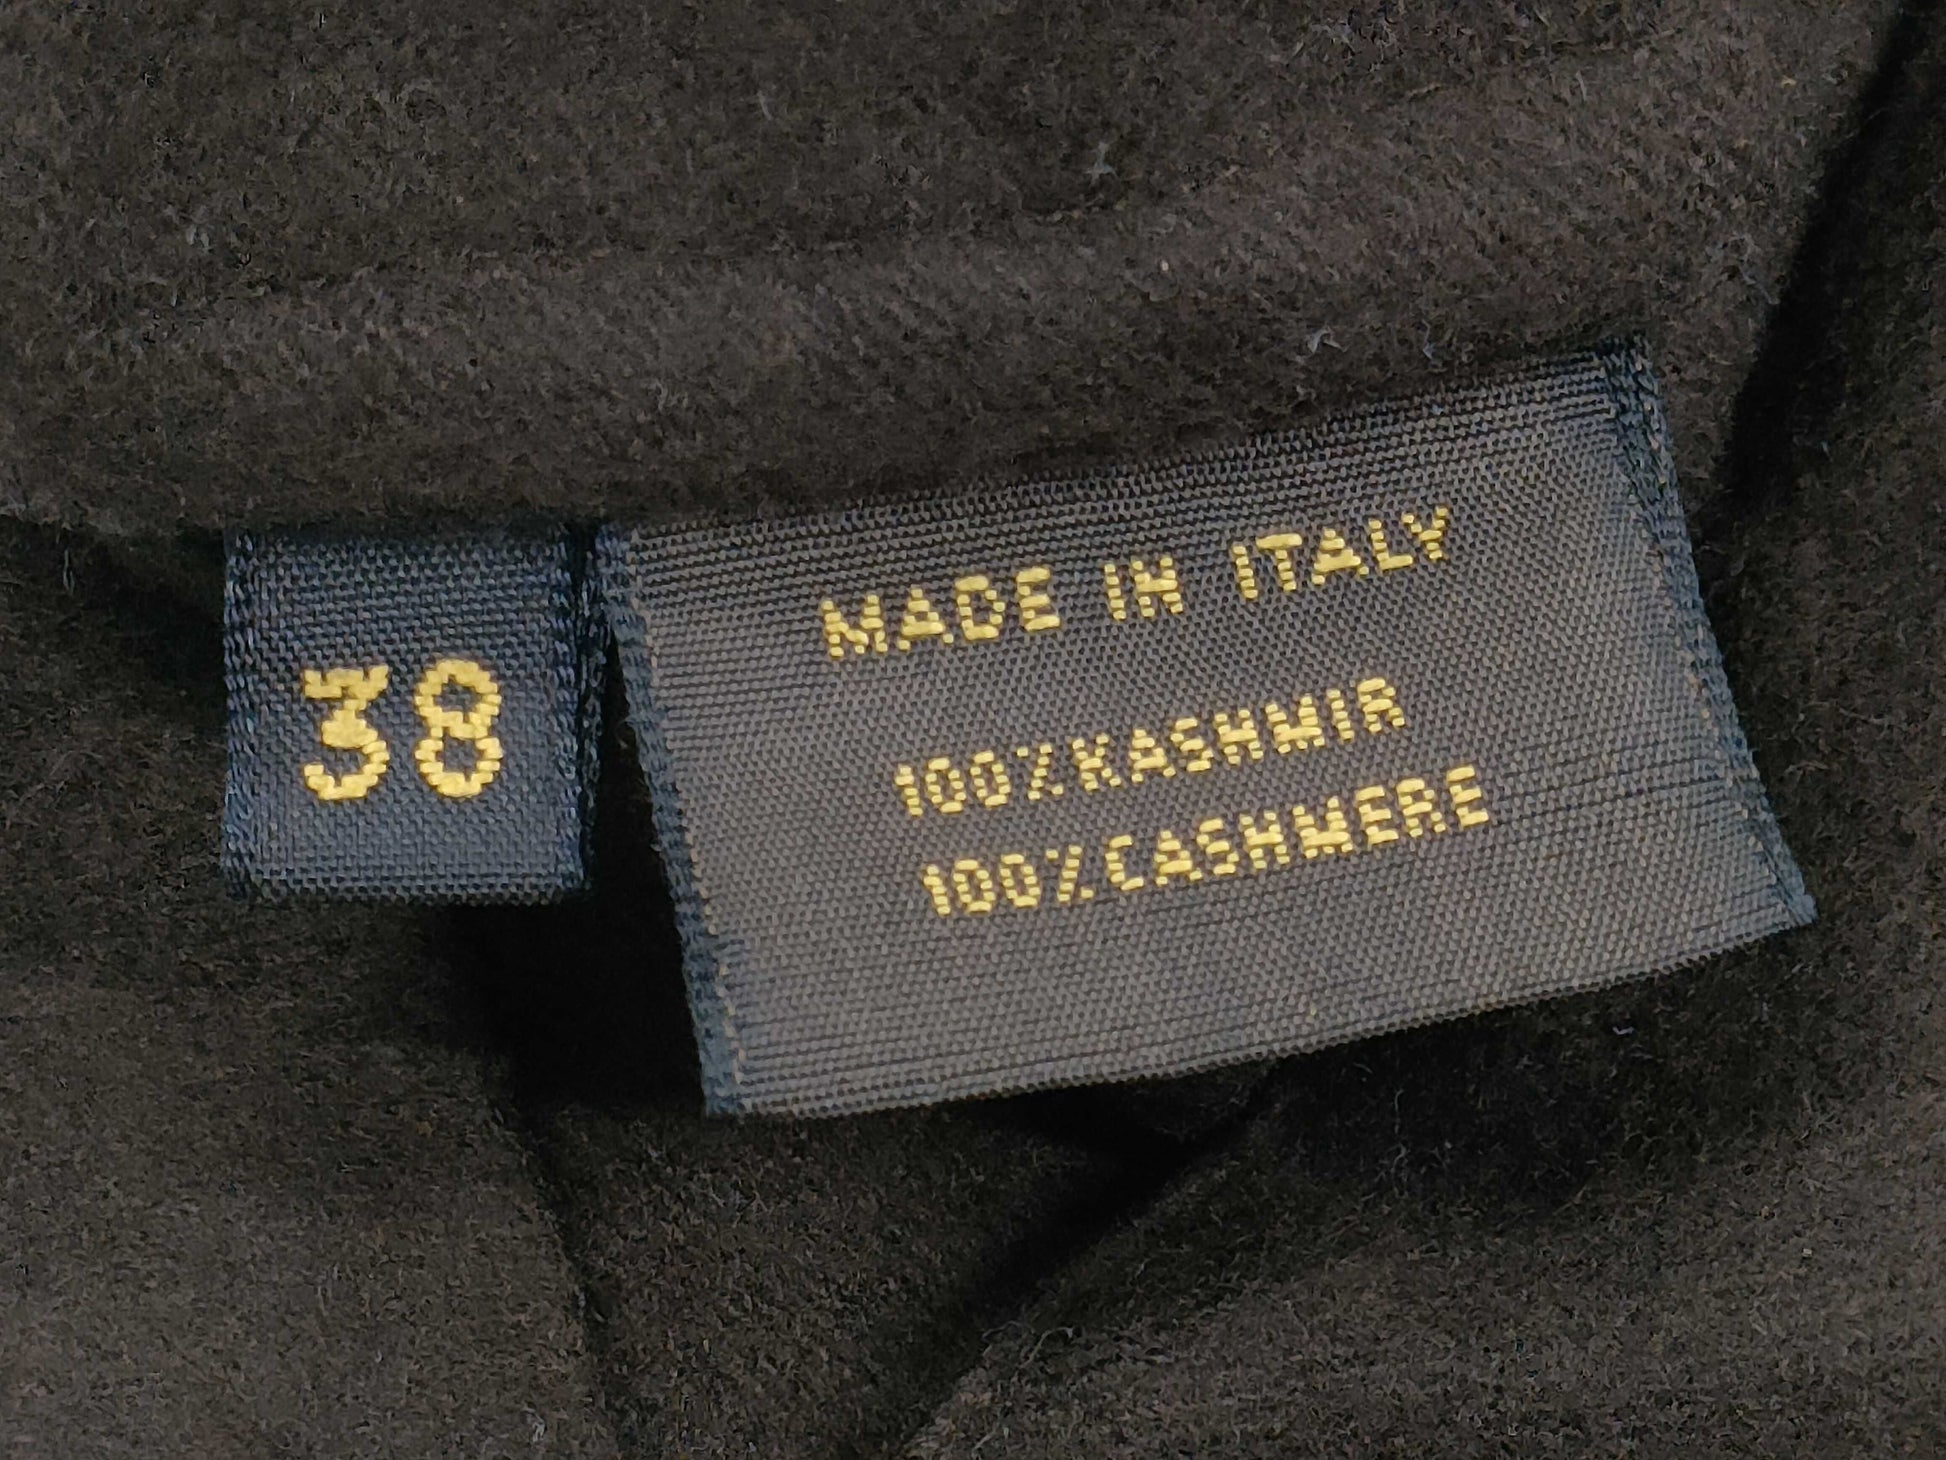 38
MADE IN ITALY
100% KASHMIR
100% CASHMERE